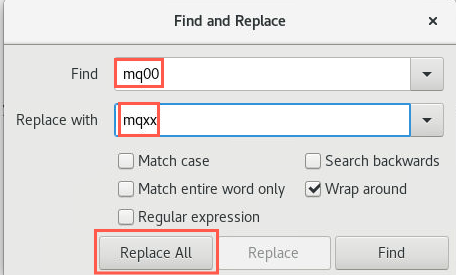 Find and Replace ×
Find mq00
Replace with mqxx
Match case Search backwards
Match entire word only Wrap around
Regular expression
Replace All Replace Find